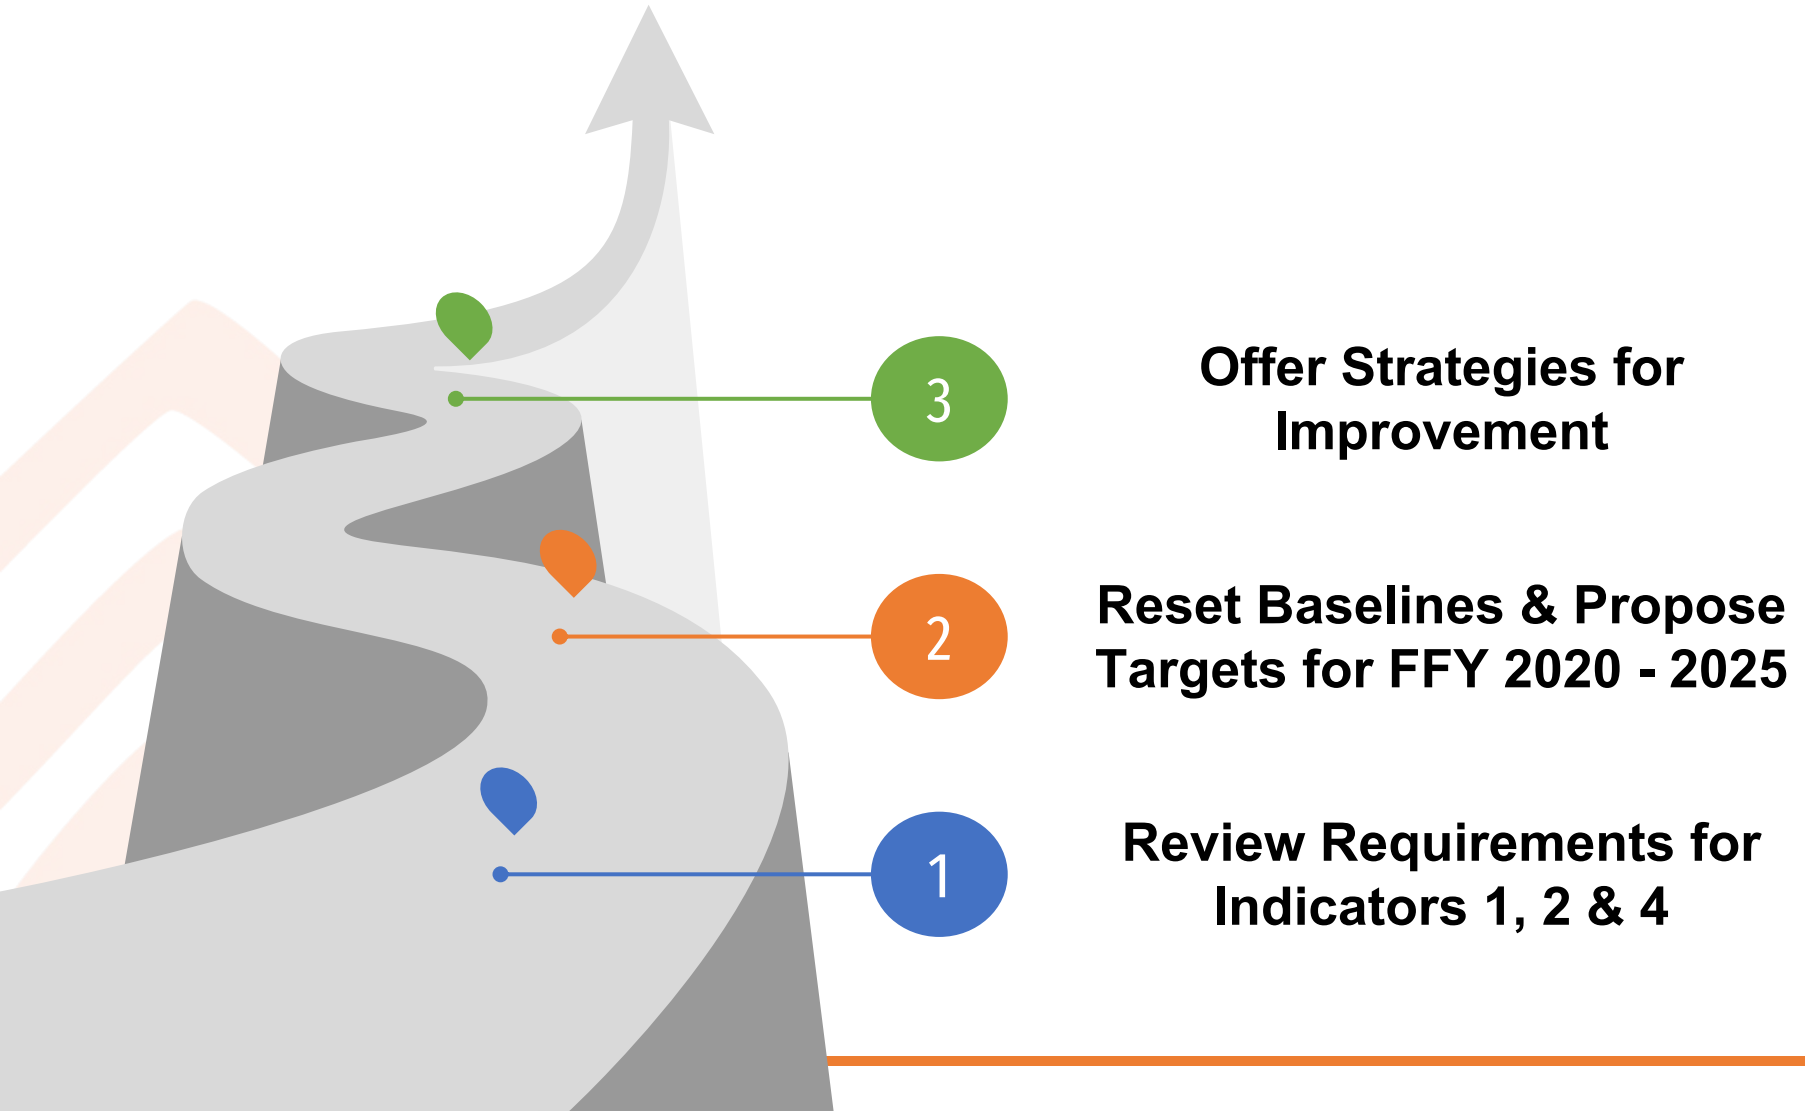 3
Offer Strategies for
Improvement
2
Reset Baselines & Propose
Targets for FFY 2020 - 2025
1
Review Requirements for
Indicators 1, 2 & 4